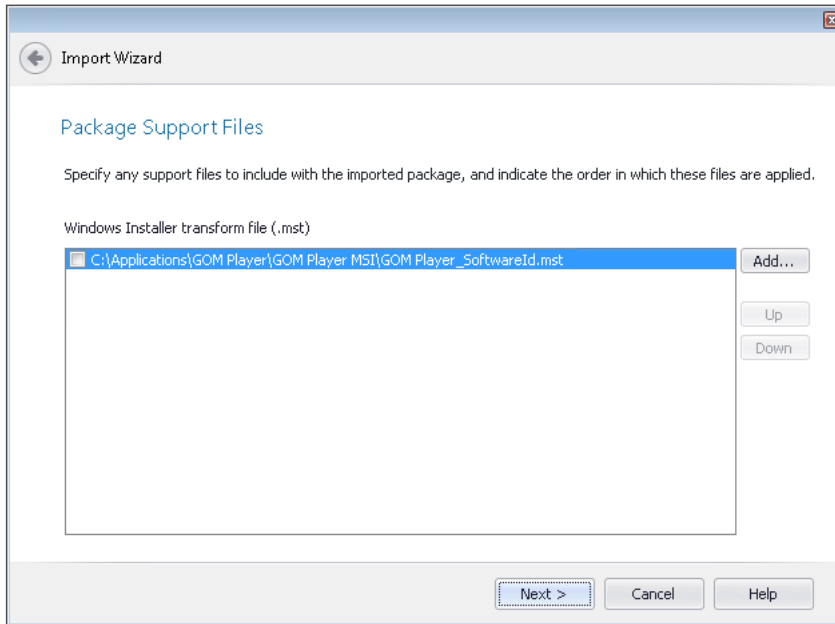 Import Wizard
Package Support Files
Specify any support files to include with the imported package, and indicate the order in which these files are applied.
Windows Installer transform file (.mst)
C:\Applications\GOM Player\GOM Player MSI\GOM Player_SoftwareId.mst
Add...
Up
Down
Next >
Cancel
Help